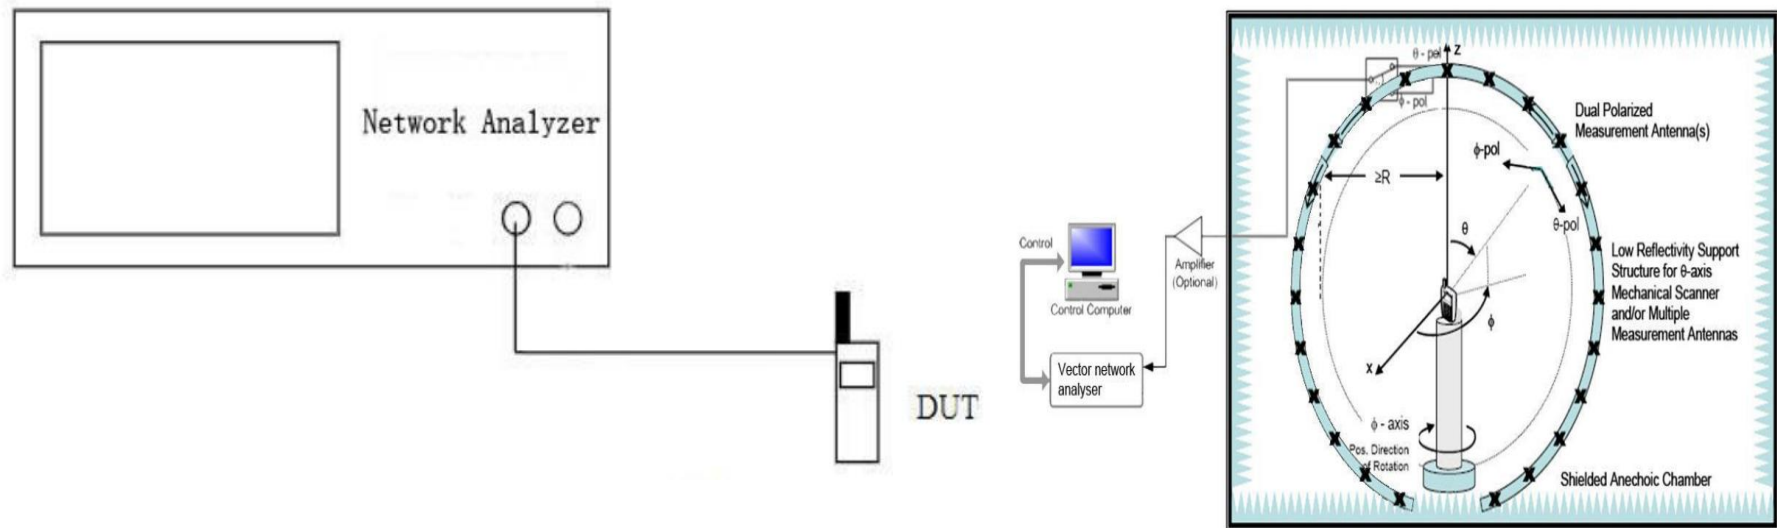 Network Analyzer
DUT
Control
Control Computer
Amplifier
(Optional)
Vector network
analyser
θ - pol
z
ϕ - pol
Dual Polarized
Measurement Antenna(s)
ϕ-pol
≥R
θ-pol
θ
Low Reflectivity Support
Structure for θ-axis
Mechanical Scanner
and/or Multiple
Measurement Antennas
ϕ
x
ϕ - axis
Pos. Direction
of Rotation
Shielded Anechoic Chamber